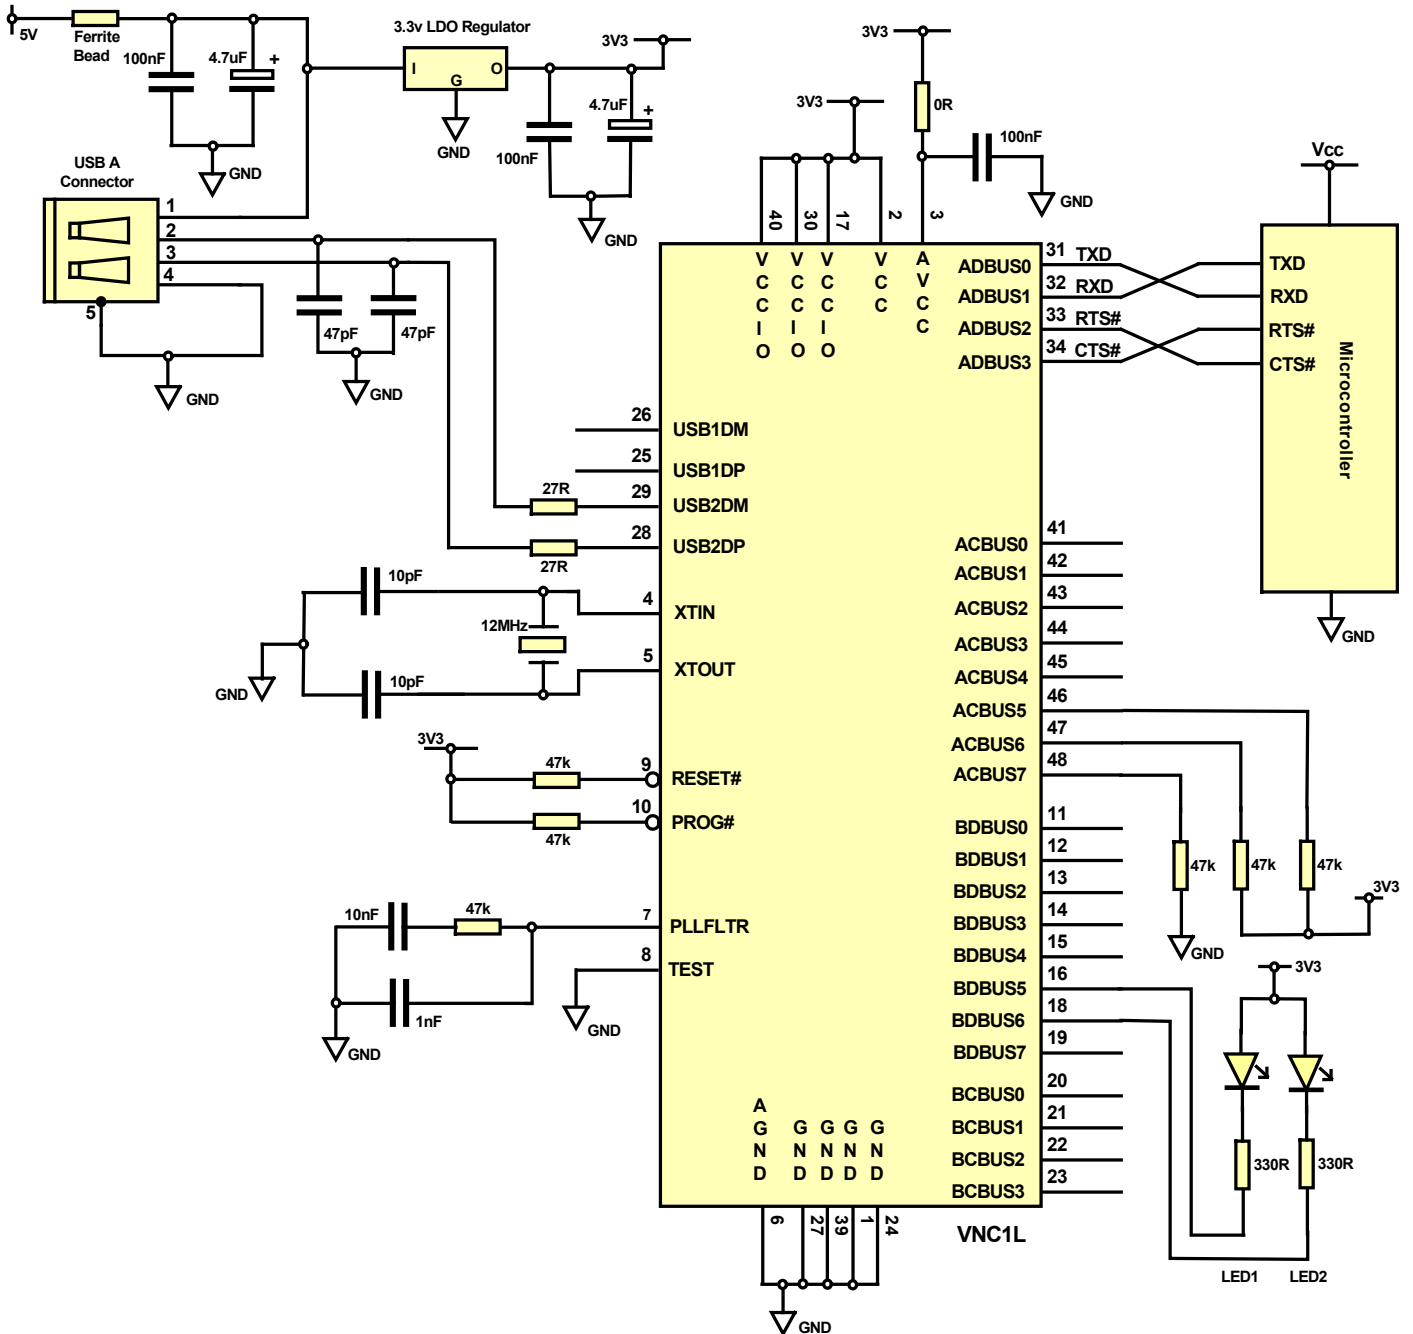 5V
Ferrite
Bead
100nF
4.7uF
+
3.3v LDO Regulator
I
O
G
GND
3V3
100nF
4.7uF
+
GND
GND
USB A
Connector
1
2
3
4
5
GND
47pF
47pF
GND
3V3
3V3
0R
100nF
GND
40
30
17
2
3
VCCIO
VCCIO
VCCIO
VCC
AVCC
Vcc
TXD
RXD
RTS#
CTS#
Microcontroller
GND
ADBUS0
31
TXD
ADBUS1
32
RXD
ADBUS2
33
RTS#
ADBUS3
34
CTS#
26
USB1DM
25
USB1DP
27R
29
USB2DM
28
USB2DP
27R
10pF
4
XTIN
12MHz
5
XTOUT
GND
10pF
3V3
47k
9
RESET#
10
PROG#
47k
10nF
47k
7
PLLFLTR
8
TEST
1nF
GND
GND
ACBUS0
41
ACBUS1
42
ACBUS2
43
ACBUS3
44
ACBUS4
45
ACBUS5
46
ACBUS6
47
ACBUS7
48
BDBUS0
11
BDBUS1
12
BDBUS2
13
BDBUS3
14
BDBUS4
15
BDBUS5
16
BDBUS6
18
BDBUS7
19
BCBUS0
20
BCBUS1
21
BCBUS2
22
BCBUS3
23
47k
47k
47k
3V3
GND
3V3
330R
330R
LED1
LED2
AGND
GND
GND
GND
GND
6
27
39
1
24
VNC1L
GND